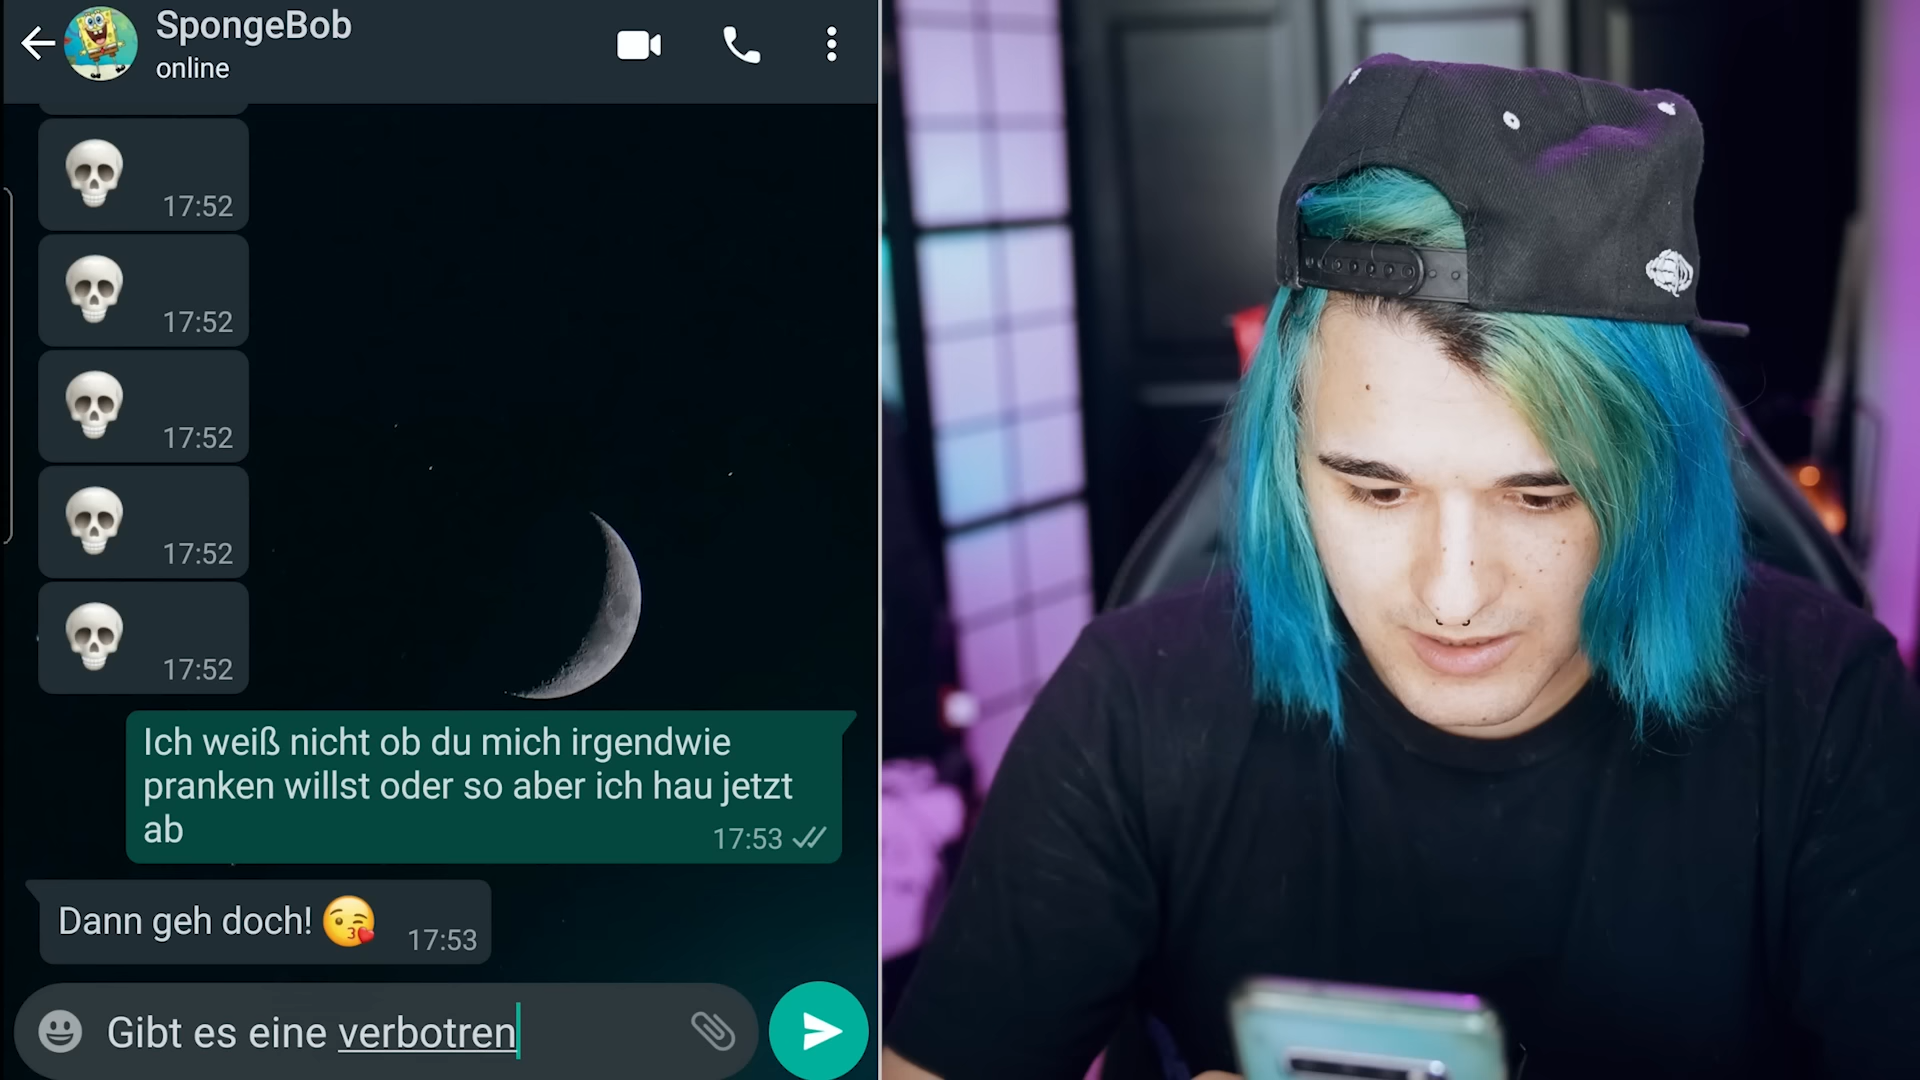 SpongeBob
online
💀 17:52
💀 17:52
💀 17:52
💀 17:52
💀 17:52
Ich weiß nicht ob du mich irgendwie
pranken willst oder so aber ich hau jetzt
ab 17:53
Dann geh doch! 😘 17:53
Gibt es eine verbotren